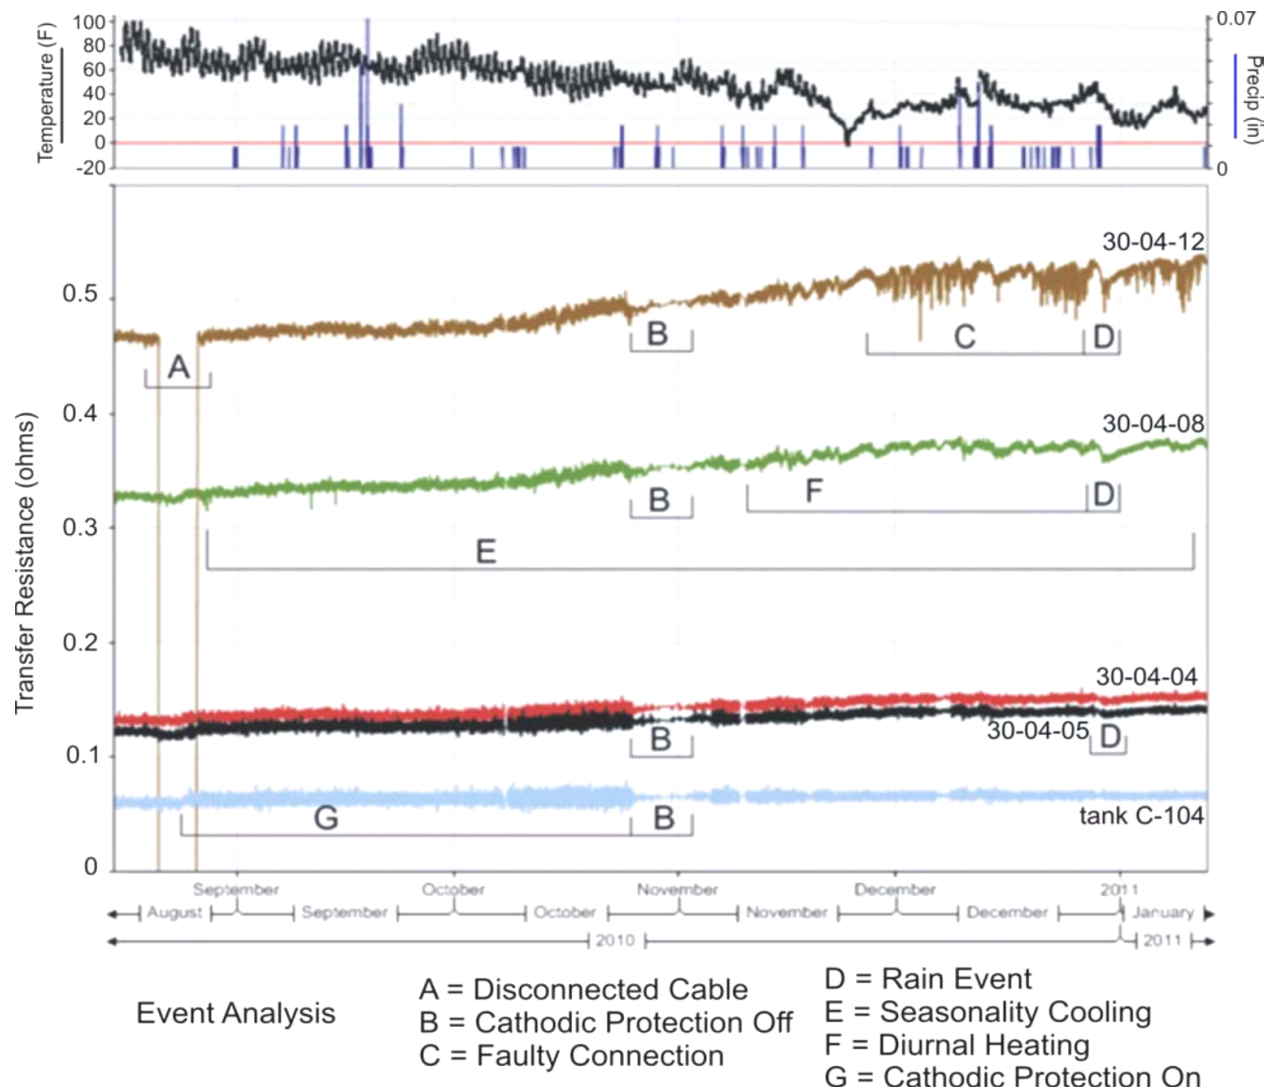 100
80
60
40
20
0
-20
Temperature (F)
0.07
0
Precip (in)
30-04-12
0.5
B
C
D
A
0.4
30-04-08
B
F
D
0.3
E
0.2
30-04-04
30-04-05
B
D
0.1
G
B
tank C-104
0
Transfer Resistance (ohms)
September
October
November
December
2011
August
September
October
November
December
January
2010
2011
Event Analysis
A = Disconnected Cable
B = Cathodic Protection Off
C = Faulty Connection
D = Rain Event
E = Seasonality Cooling
F = Diurnal Heating
G = Cathodic Protection On